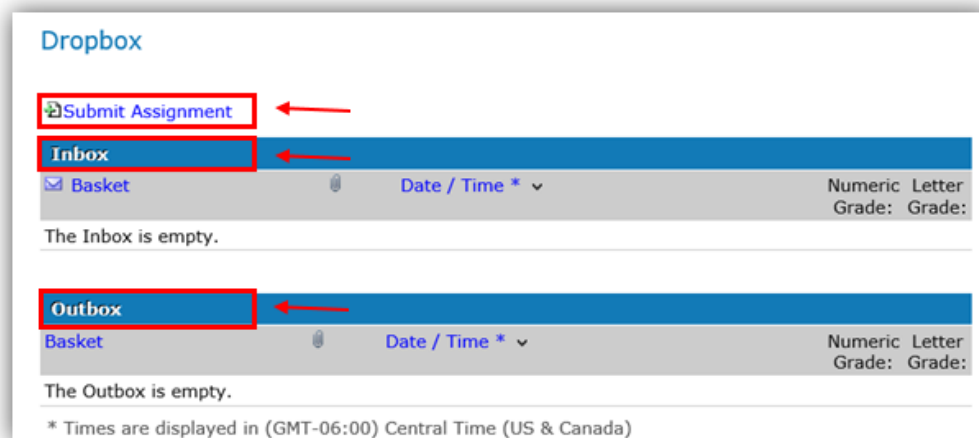 Dropbox
Submit Assignment
Inbox
Basket Date / Time * Numeric Letter
Grade: Grade:
The Inbox is empty.
Outbox
Basket Date / Time * Numeric Letter
Grade: Grade:
The Outbox is empty.
* Times are displayed in (GMT-06:00) Central Time (US & Canada)